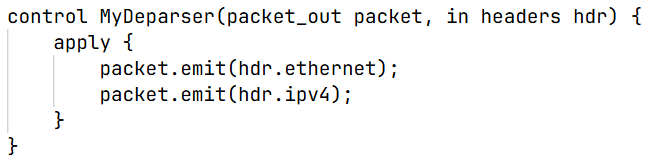 control MyDeparser(packet_out packet, in headers hdr) {
    apply {
        packet.emit(hdr.ethernet);
        packet.emit(hdr.ipv4);
    }
}